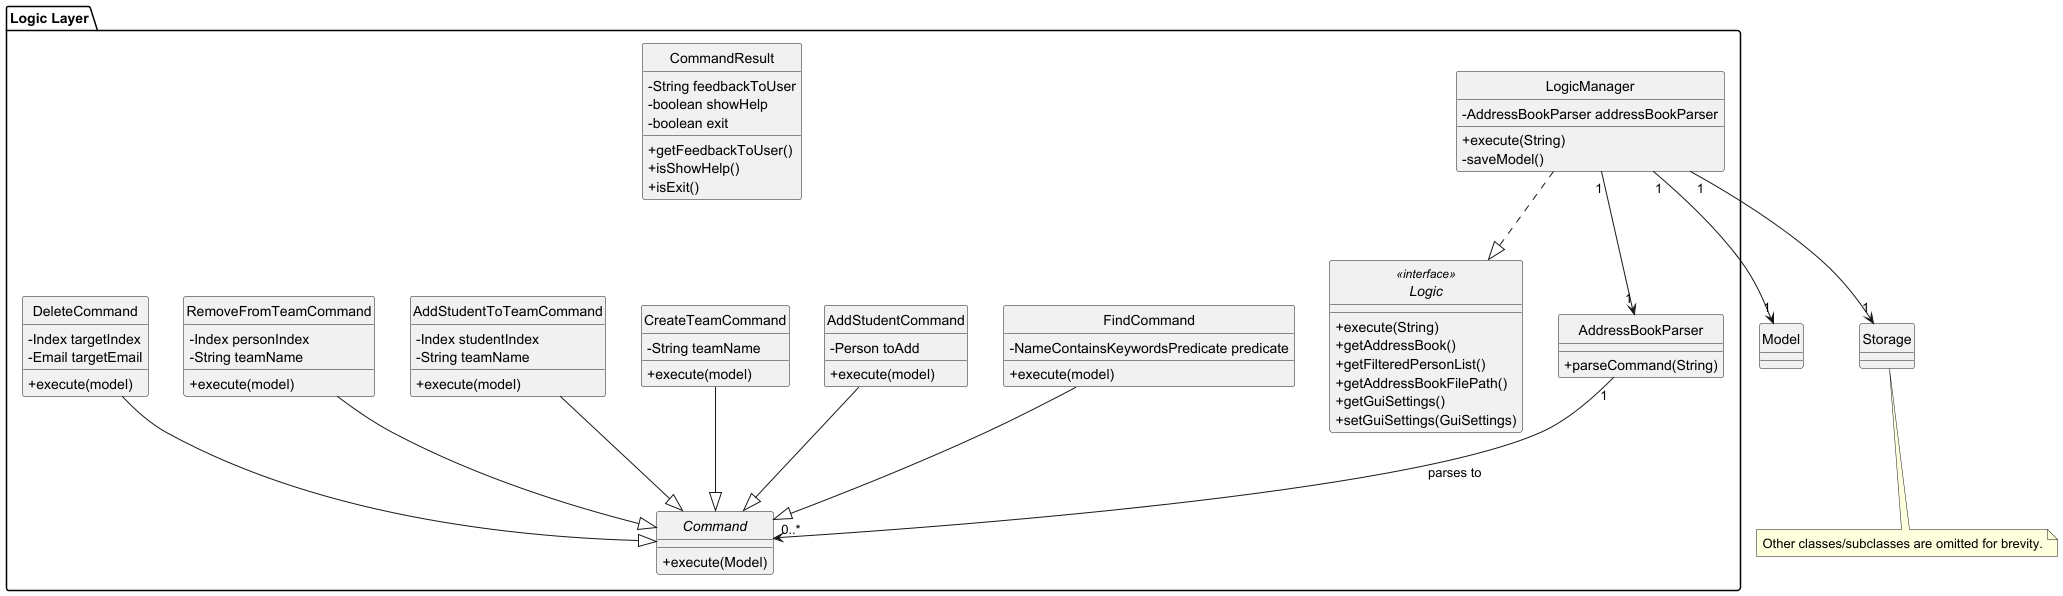 Logic Layer
CommandResult
-String feedbackToUser
-boolean showHelp
-boolean exit
+getFeedbackToUser()
+isShowHelp()
+isExit()
LogicManager
-AddressBookParser addressBookParser
+execute(String)
-saveModel()
1
1
1
DeleteCommand
-Index targetIndex
-Email targetEmail
+execute(model)
RemoveFromTeamCommand
-Index personIndex
-String teamName
+execute(model)
AddStudentToTeamCommand
-Index studentIndex
-String teamName
+execute(model)
CreateTeamCommand
-String teamName
+execute(model)
AddStudentCommand
-Person toAdd
+execute(model)
FindCommand
-NameContainsKeywordsPredicate predicate
+execute(model)
«interface»
Logic
+execute(String)
+getAddressBook()
+getFilteredPersonList()
+getAddressBookFilePath()
+getGuiSettings()
+setGuiSettings(GuiSettings)
1
AddressBookParser
+parseCommand(String)
1
1
Model
1
Storage
parses to
0..*
Command
+execute(Model)
Other classes/subclasses are omitted for brevity.